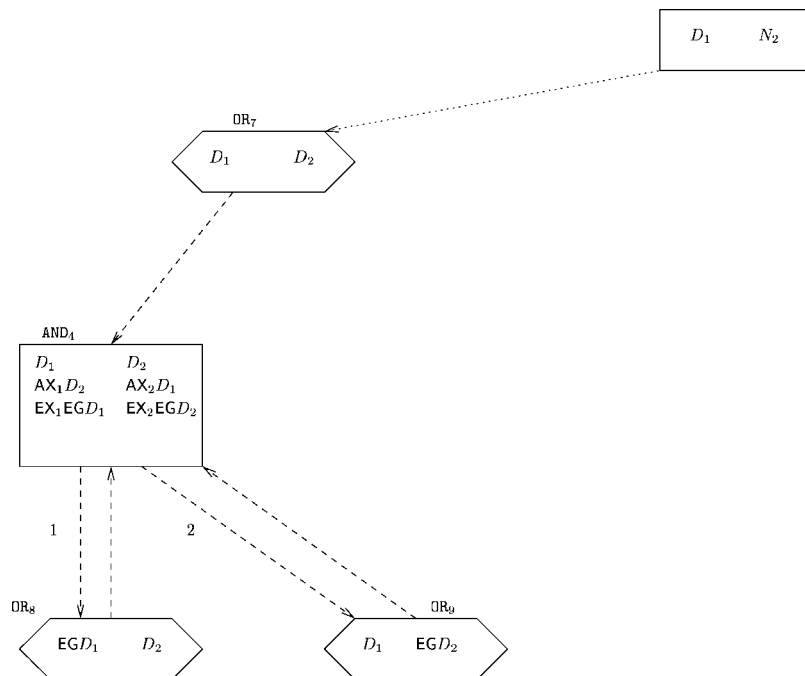 D₁ N₂
OR₇
D₁ D₂
AND₄
D₁ D₂
AX₁D₂ AX₂D₁
EX₁EGD₁ EX₂EGD₂
1 2
OR₈ OR₉
EGD₁ D₂ D₁ EGD₂